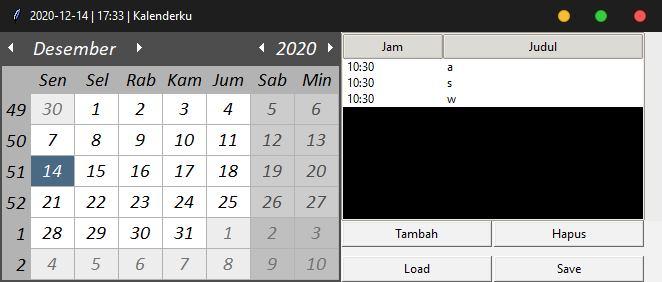 2020-12-14 | 17:33 | Kalenderku
Desember 2020
Sen Sel Rab Kam Jum Sab Min
49 30 1 2 3 4 5 6
50 7 8 9 10 11 12 13
51 14 15 16 17 18 19 20
52 21 22 23 24 25 26 27
1 28 29 30 31 1 2 3
2 4 5 6 7 8 9 10
Jam Judul
10:30 a
10:30 s
10:30 w
Tambah Hapus
Load Save